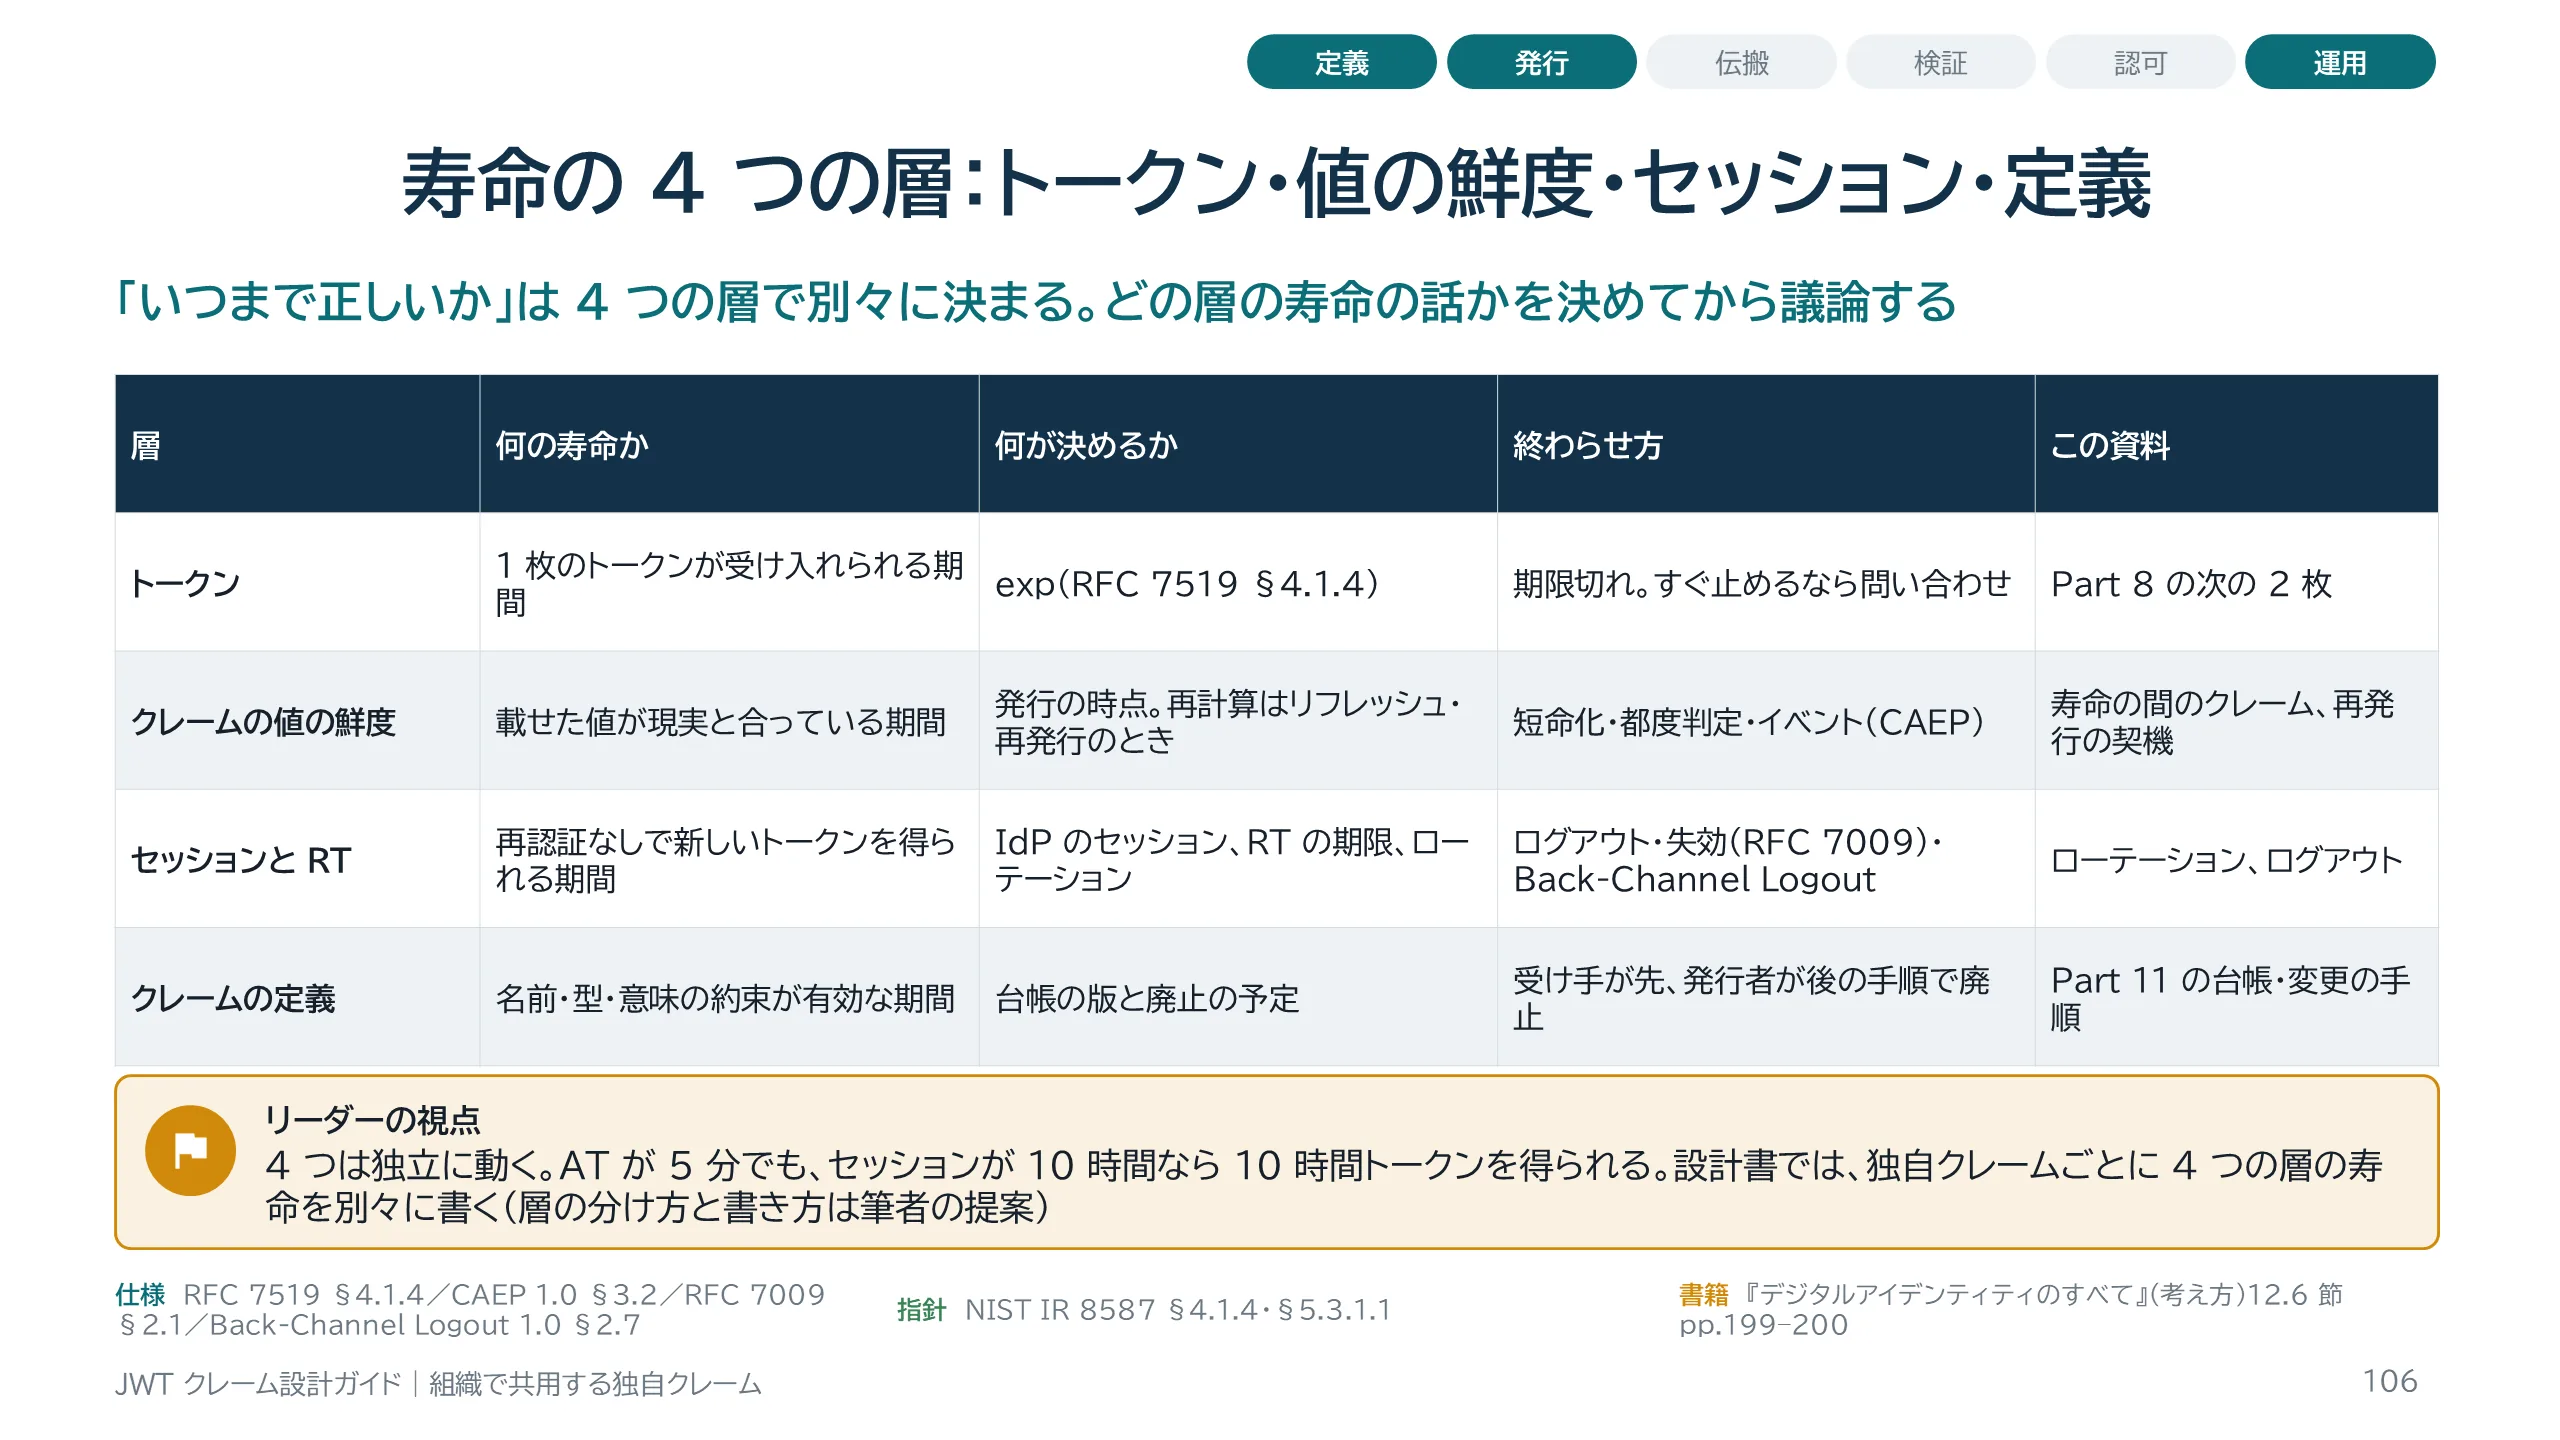 定義 発行 伝搬 検証 認可 運用
寿命の 4 つの層：トークン・値の鮮度・セッション・定義
「いつまで正しいか」は 4 つの層で別々に決まる。どの層の寿命の話かを決めてから議論する
層 何の寿命か 何が決めるか 終わらせ方 この資料
トークン
1 枚のトークンが受け入れられる期
間
exp（RFC 7519 §4.1.4）
期限切れ。すぐ止めるなら問い合わせ
Part 8 の次の 2 枚
クレームの値の鮮度
載せた値が現実と合っている期間
発行の時点。再計算はリフレッシュ・
再発行のとき
短命化・都度判定・イベント（CAEP）
寿命の間のクレーム、再発
行の契機
セッションと RT
再認証なしで新しいトークンを得ら
れる期間
IdP のセッション、RT の期限、ロー
テーション
ログアウト・失効（RFC 7009）・
Back-Channel Logout
ローテーション、ログアウト
クレームの定義
名前・型・意味の約束が有効な期間
台帳の版と廃止の予定
受け手が先、発行者が後の手順で廃
止
Part 11 の台帳・変更の手
順
リーダーの視点
4 つは独立に動く。AT が 5 分でも、セッションが 10 時間なら 10 時間トークンを得られる。設計書では、独自クレームごとに 4 つの層の寿
命を別々に書く（層の分け方と書き方は筆者の提案）
仕様 RFC 7519 §4.1.4／CAEP 1.0 §3.2／RFC 7009
§2.1／Back-Channel Logout 1.0 §2.7
指針 NIST IR 8587 §4.1.4・§5.3.1.1
書籍 『デジタルアイデンティティのすべて』（考え方）12.6 節
pp.199–200
JWT クレーム設計ガイド｜組織で共用する独自クレーム
106